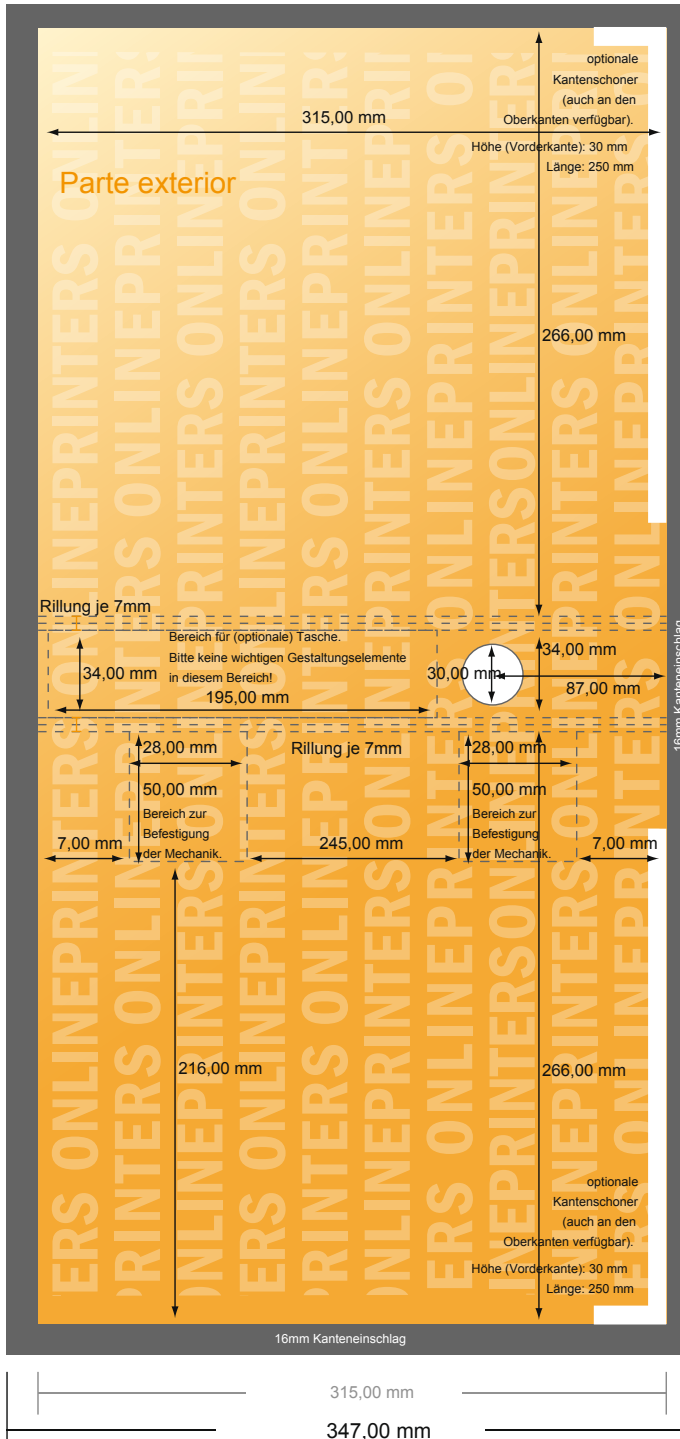 optionale
Kantenschoner
(auch an den
Oberkanten verfügbar).
Höhe (Vorderkante): 30 mm
Länge: 250 mm
315,00 mm
Parte exterior
266,00 mm
Rillung je 7mm
Bereich für (optionale) Tasche.
Bitte keine wichtigen Gestaltungselemente
in diesem Bereich!
34,00 mm
195,00 mm
30,00 mm
34,00 mm
87,00 mm
16mm Kanteneinschlag
28,00 mm
Rillung je 7mm
28,00 mm
50,00 mm
Bereich zur
Befestigung
der Mechanik.
50,00 mm
Bereich zur
Befestigung
der Mechanik.
7,00 mm
245,00 mm
7,00 mm
216,00 mm
266,00 mm
optionale
Kantenschoner
(auch an den
Oberkanten verfügbar).
Höhe (Vorderkante): 30 mm
Länge: 250 mm
16mm Kanteneinschlag
315,00 mm
347,00 mm
ONLINEPRINTERS ONLINEPRINTERS